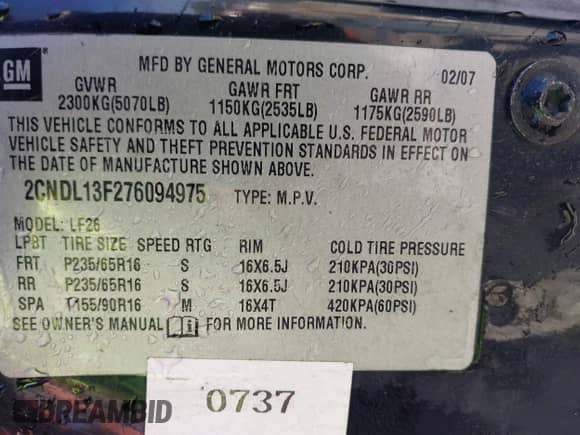 GM
MFD BY GENERAL MOTORS CORP. 02/07
GVWR GAWR FRT GAWR RR
2300KG(5070LB) 1150KG(2535LB) 1175KG(2590LB)
THIS VEHICLE CONFORMS TO ALL APPLICABLE U.S. FEDERAL MOTOR
VEHICLE SAFETY AND THEFT PREVENTION STANDARDS IN EFFECT ON
THE DATE OF MANUFACTURE SHOWN ABOVE.
2CNDL13F276094975 TYPE: M.P.V.
MODEL: LF26
LPBT TIRE SIZE SPEED RTG RIM COLD TIRE PRESSURE
FRT P235/65R16 S 16X6.5J 210KPA(30PSI)
RR P235/65R16 S 16X6.5J 210KPA(30PSI)
SPA T155/90R16 M 16X4T 420KPA(60PSI)
SEE OWNER'S MANUAL FOR MORE INFORMATION.
0737
BREAMBID